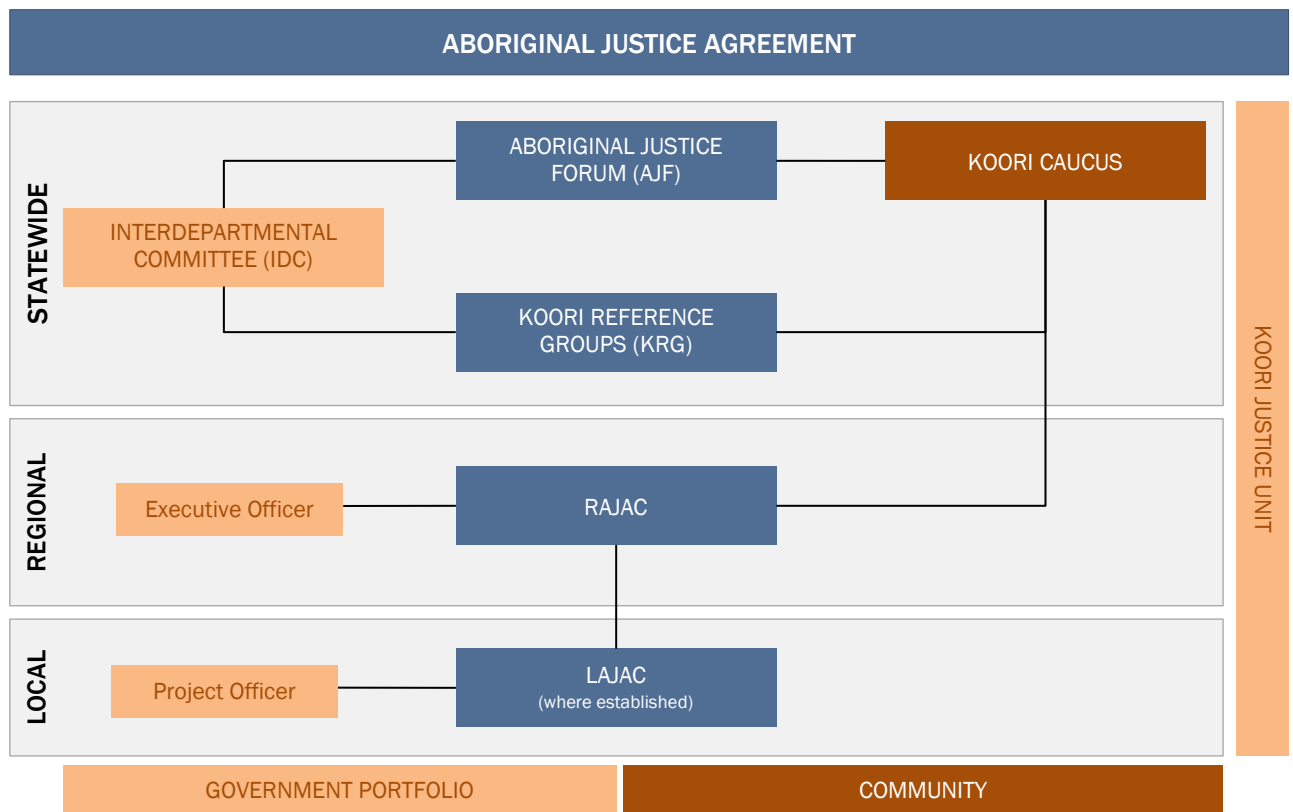 ABORIGINAL JUSTICE AGREEMENT
STATEWIDE
ABORIGINAL JUSTICE
FORUM (AJF)
KOORI CAUCUS
INTERDEPARTMENTAL
COMMITTEE (IDC)
KOORI REFERENCE
GROUPS (KRG)
KOORI JUSTICE UNIT
REGIONAL
Executive Officer
RAJAC
LOCAL
Project Officer
LAJAC
(where established)
GOVERNMENT PORTFOLIO
COMMUNITY